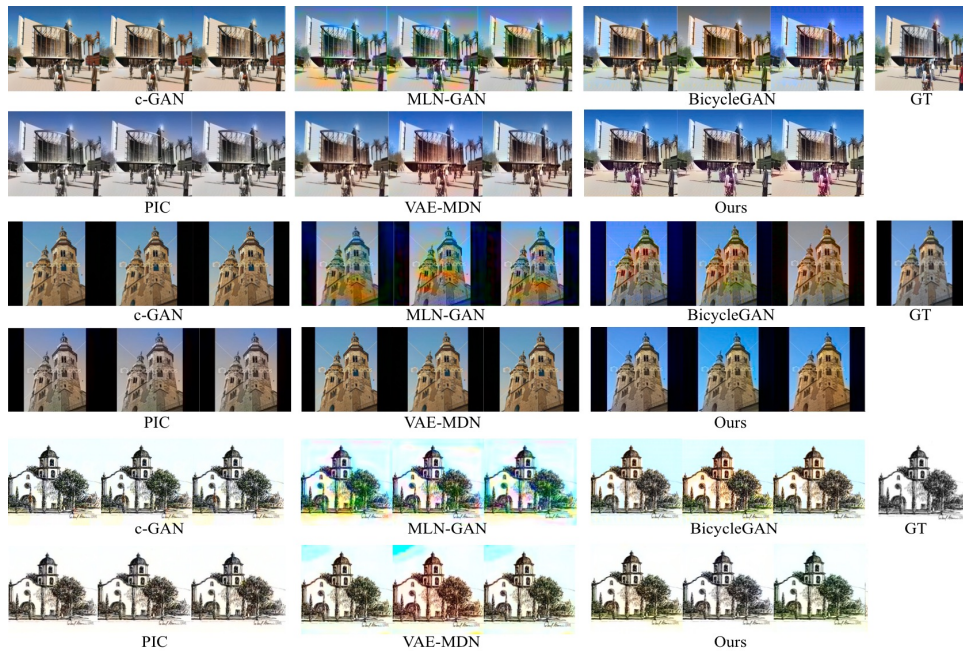 c-GAN MLN-GAN BicycleGAN GT
PIC VAE-MDN Ours
c-GAN MLN-GAN BicycleGAN GT
PIC VAE-MDN Ours
c-GAN MLN-GAN BicycleGAN GT
PIC VAE-MDN Ours